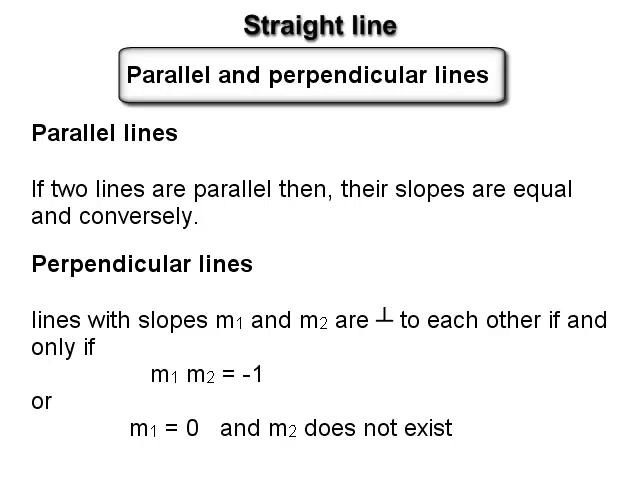 Straight line
Parallel and perpendicular lines
Parallel lines
If two lines are parallel then, their slopes are equal
and conversely.
Perpendicular lines
lines with slopes m₁ and m₂ are ⊥ to each other if and
only if
m₁ m₂ = -1
or
m₁ = 0 and m₂ does not exist